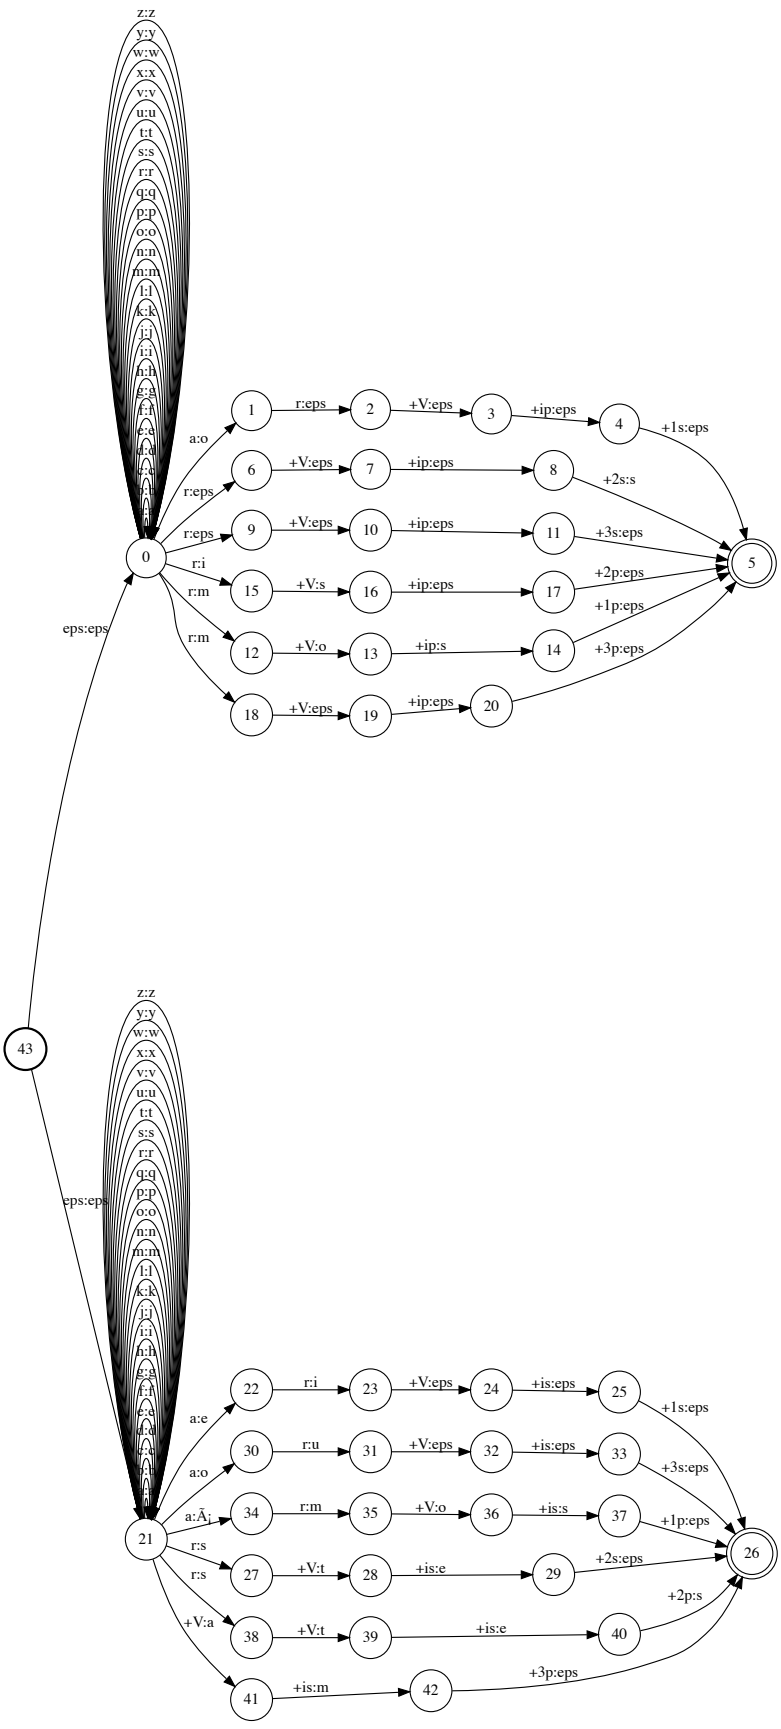 z:z
y:y
w:w
x:x
v:v
u:u
t:t
s:s
r:r
q:q
p:p
o:o
n:n
m:m
l:l
k:k
j:j
i:i
h:h
g:g
f:f
e:e
d:d
c:c
0
eps:eps
a:o
1
r:eps
2
+V:eps
3
+ip:eps
4
+1s:eps
r:eps
6
+V:eps
7
+ip:eps
8
+2s:s
r:eps
9
+V:eps
10
+ip:eps
11
+3s:eps
r:i
15
+V:s
16
+ip:eps
17
+2p:eps
r:m
12
+V:o
13
+ip:s
14
+1p:eps
r:m
18
+V:eps
19
+ip:eps
20
+3p:eps
5
43
eps:eps
z:z
y:y
w:w
x:x
v:v
u:u
t:t
s:s
r:r
q:q
p:p
o:o
n:n
m:m
l:l
k:k
j:j
i:i
h:h
g:g
f:f
e:e
d:d
c:c
21
a:e
22
r:i
23
+V:eps
24
+is:eps
25
+1s:eps
a:o
30
r:u
31
+V:eps
32
+is:eps
33
+3s:eps
a:Ã¡
34
r:m
35
+V:o
36
+is:s
37
+1p:eps
r:s
27
+V:t
28
+is:e
29
+2s:eps
r:s
38
+V:t
39
+is:e
40
+2p:s
+V:a
41
+is:m
42
+3p:eps
26